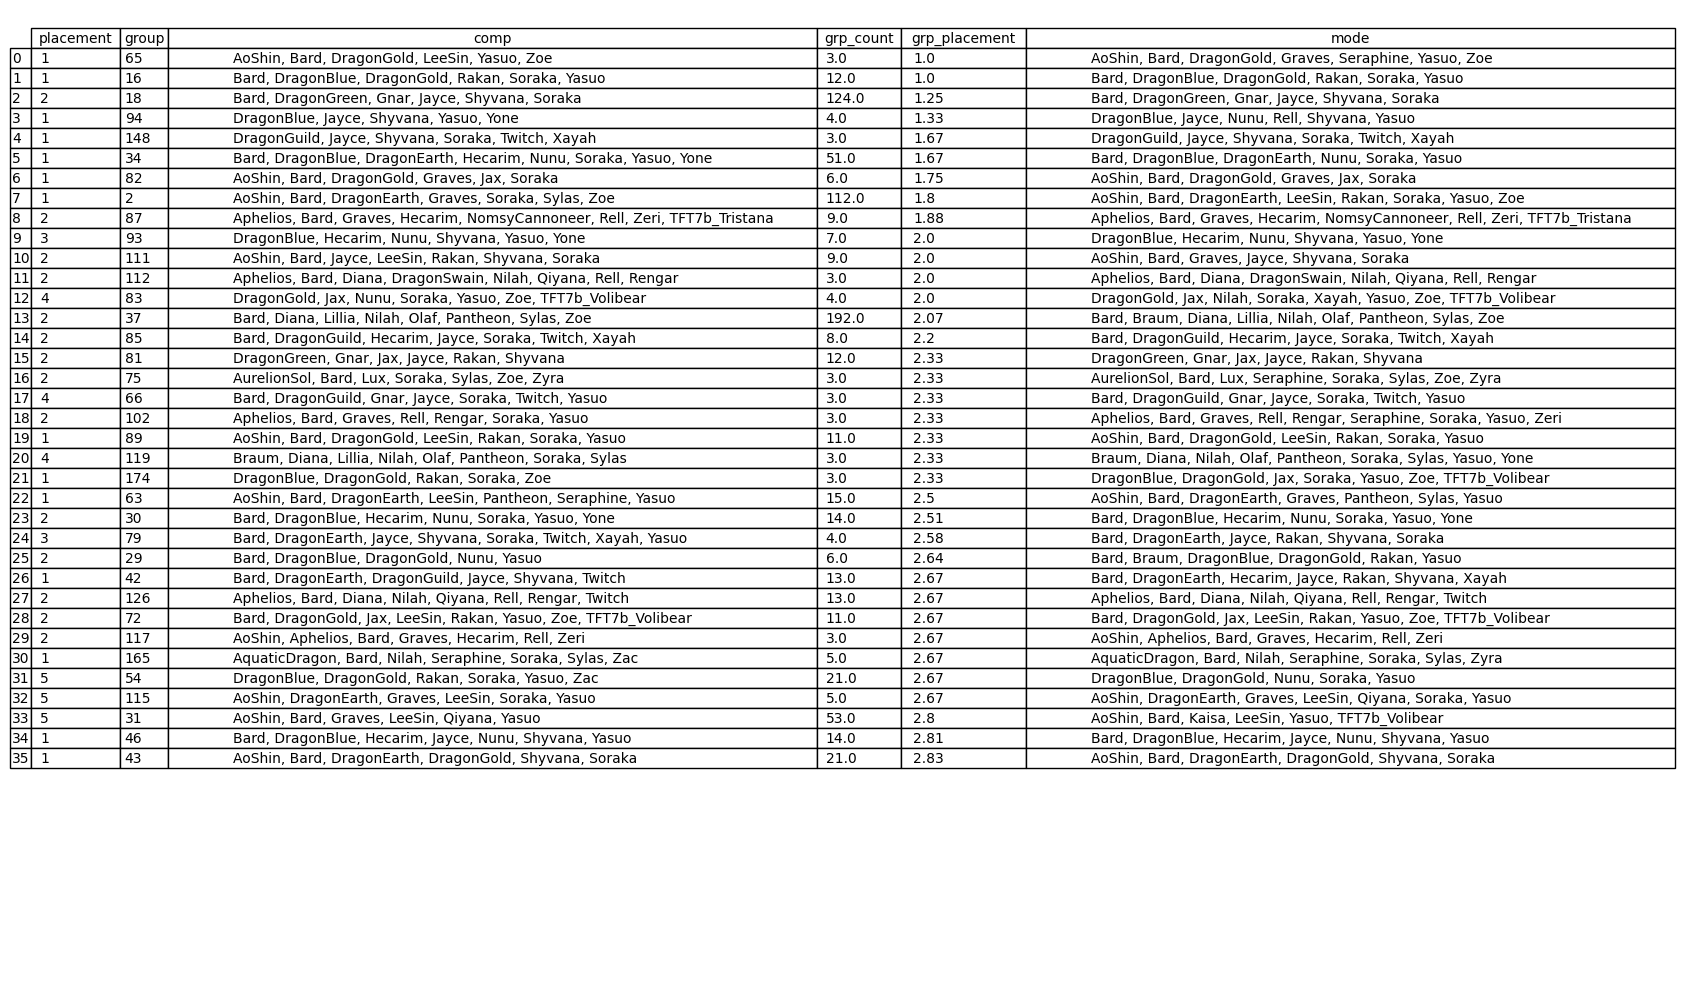 placement group comp grp_count grp_placement mode
0 1 65 AoShin, Bard, DragonGold, LeeSin, Yasuo, Zoe 3.0 1.0 AoShin, Bard, DragonGold, Graves, Seraphine, Yasuo, Zoe
1 1 16 Bard, DragonBlue, DragonGold, Rakan, Soraka, Yasuo 12.0 1.0 Bard, DragonBlue, DragonGold, Rakan, Soraka, Yasuo
2 2 18 Bard, DragonGreen, Gnar, Jayce, Shyvana, Soraka 124.0 1.25 Bard, DragonGreen, Gnar, Jayce, Shyvana, Soraka
3 1 94 DragonBlue, Jayce, Shyvana, Yasuo, Yone 4.0 1.33 DragonBlue, Jayce, Nunu, Rell, Shyvana, Yasuo
4 1 148 DragonGuild, Jayce, Shyvana, Soraka, Twitch, Xayah 3.0 1.67 DragonGuild, Jayce, Shyvana, Soraka, Twitch, Xayah
5 1 34 Bard, DragonBlue, DragonEarth, Hecarim, Nunu, Soraka, Yasuo, Yone 51.0 1.67 Bard, DragonBlue, DragonEarth, Nunu, Soraka, Yasuo
6 1 82 AoShin, Bard, DragonGold, Graves, Jax, Soraka 6.0 1.75 AoShin, Bard, DragonGold, Graves, Jax, Soraka
7 1 2 AoShin, Bard, DragonEarth, Graves, Soraka, Sylas, Zoe 112.0 1.8 AoShin, Bard, DragonEarth, LeeSin, Rakan, Soraka, Yasuo, Zoe
8 2 87 Aphelios, Bard, Graves, Hecarim, NomsyCannoneer, Rell, Zeri, TFT7b_Tristana 9.0 1.88 Aphelios, Bard, Graves, Hecarim, NomsyCannoneer, Rell, Zeri, TFT7b_Tristana
9 3 93 DragonBlue, Hecarim, Nunu, Shyvana, Yasuo, Yone 7.0 2.0 DragonBlue, Hecarim, Nunu, Shyvana, Yasuo, Yone
10 2 111 AoShin, Bard, Jayce, LeeSin, Rakan, Shyvana, Soraka 9.0 2.0 AoShin, Bard, Graves, Jayce, Shyvana, Soraka
11 2 112 Aphelios, Bard, Diana, DragonSwain, Nilah, Qiyana, Rell, Rengar 3.0 2.0 Aphelios, Bard, Diana, DragonSwain, Nilah, Qiyana, Rell, Rengar
12 4 83 DragonGold, Jax, Nunu, Soraka, Yasuo, Zoe, TFT7b_Volibear 4.0 2.0 DragonGold, Jax, Nilah, Soraka, Xayah, Yasuo, Zoe, TFT7b_Volibear
13 2 37 Bard, Diana, Lillia, Nilah, Olaf, Pantheon, Sylas, Zoe 192.0 2.07 Bard, Braum, Diana, Lillia, Nilah, Olaf, Pantheon, Sylas, Zoe
14 2 85 Bard, DragonGuild, Hecarim, Jayce, Soraka, Twitch, Xayah 8.0 2.2 Bard, DragonGuild, Hecarim, Jayce, Soraka, Twitch, Xayah
15 2 81 DragonGreen, Gnar, Jax, Jayce, Rakan, Shyvana 12.0 2.33 DragonGreen, Gnar, Jax, Jayce, Rakan, Shyvana
16 2 75 AurelionSol, Bard, Lux, Soraka, Sylas, Zoe, Zyra 3.0 2.33 AurelionSol, Bard, Lux, Seraphine, Soraka, Sylas, Zoe, Zyra
17 4 66 Bard, DragonGuild, Gnar, Jayce, Soraka, Twitch, Yasuo 3.0 2.33 Bard, DragonGuild, Gnar, Jayce, Soraka, Twitch, Yasuo
18 2 102 Aphelios, Bard, Graves, Rell, Rengar, Soraka, Yasuo 3.0 2.33 Aphelios, Bard, Graves, Rell, Rengar, Seraphine, Soraka, Yasuo, Zeri
19 1 89 AoShin, Bard, DragonGold, LeeSin, Rakan, Soraka, Yasuo 11.0 2.33 AoShin, Bard, DragonGold, LeeSin, Rakan, Soraka, Yasuo
20 4 119 Braum, Diana, Lillia, Nilah, Olaf, Pantheon, Soraka, Sylas 3.0 2.33 Braum, Diana, Nilah, Olaf, Pantheon, Soraka, Sylas, Yasuo, Yone
21 1 174 DragonBlue, DragonGold, Rakan, Soraka, Zoe 3.0 2.33 DragonBlue, DragonGold, Jax, Soraka, Yasuo, Zoe, TFT7b_Volibear
22 1 63 AoShin, Bard, DragonEarth, LeeSin, Pantheon, Seraphine, Yasuo 15.0 2.5 AoShin, Bard, DragonEarth, Graves, Pantheon, Sylas, Yasuo
23 2 30 Bard, DragonBlue, Hecarim, Nunu, Soraka, Yasuo, Yone 14.0 2.51 Bard, DragonBlue, Hecarim, Nunu, Soraka, Yasuo, Yone
24 3 79 Bard, DragonEarth, Jayce, Shyvana, Soraka, Twitch, Xayah, Yasuo 4.0 2.58 Bard, DragonEarth, Jayce, Rakan, Shyvana, Soraka
25 2 29 Bard, DragonBlue, DragonGold, Nunu, Yasuo 6.0 2.64 Bard, Braum, DragonBlue, DragonGold, Rakan, Yasuo
26 1 42 Bard, DragonEarth, DragonGuild, Jayce, Shyvana, Twitch 13.0 2.67 Bard, DragonEarth, Hecarim, Jayce, Rakan, Shyvana, Xayah
27 2 126 Aphelios, Bard, Diana, Nilah, Qiyana, Rell, Rengar, Twitch 13.0 2.67 Aphelios, Bard, Diana, Nilah, Qiyana, Rell, Rengar, Twitch
28 2 72 Bard, DragonGold, Jax, LeeSin, Rakan, Yasuo, Zoe, TFT7b_Volibear 11.0 2.67 Bard, DragonGold, Jax, LeeSin, Rakan, Yasuo, Zoe, TFT7b_Volibear
29 2 117 AoShin, Aphelios, Bard, Graves, Hecarim, Rell, Zeri 3.0 2.67 AoShin, Aphelios, Bard, Graves, Hecarim, Rell, Zeri
30 1 165 AquaticDragon, Bard, Nilah, Seraphine, Soraka, Sylas, Zac 5.0 2.67 AquaticDragon, Bard, Nilah, Seraphine, Soraka, Sylas, Zyra
31 5 54 DragonBlue, DragonGold, Rakan, Soraka, Yasuo, Zac 21.0 2.67 DragonBlue, DragonGold, Nunu, Soraka, Yasuo
32 5 115 AoShin, DragonEarth, Graves, LeeSin, Soraka, Yasuo 5.0 2.67 AoShin, DragonEarth, Graves, LeeSin, Qiyana, Soraka, Yasuo
33 5 31 AoShin, Bard, Graves, LeeSin, Qiyana, Yasuo 53.0 2.8 AoShin, Bard, Kaisa, LeeSin, Yasuo, TFT7b_Volibear
34 1 46 Bard, DragonBlue, Hecarim, Jayce, Nunu, Shyvana, Yasuo 14.0 2.81 Bard, DragonBlue, Hecarim, Jayce, Nunu, Shyvana, Yasuo
35 1 43 AoShin, Bard, DragonEarth, DragonGold, Shyvana, Soraka 21.0 2.83 AoShin, Bard, DragonEarth, DragonGold, Shyvana, Soraka